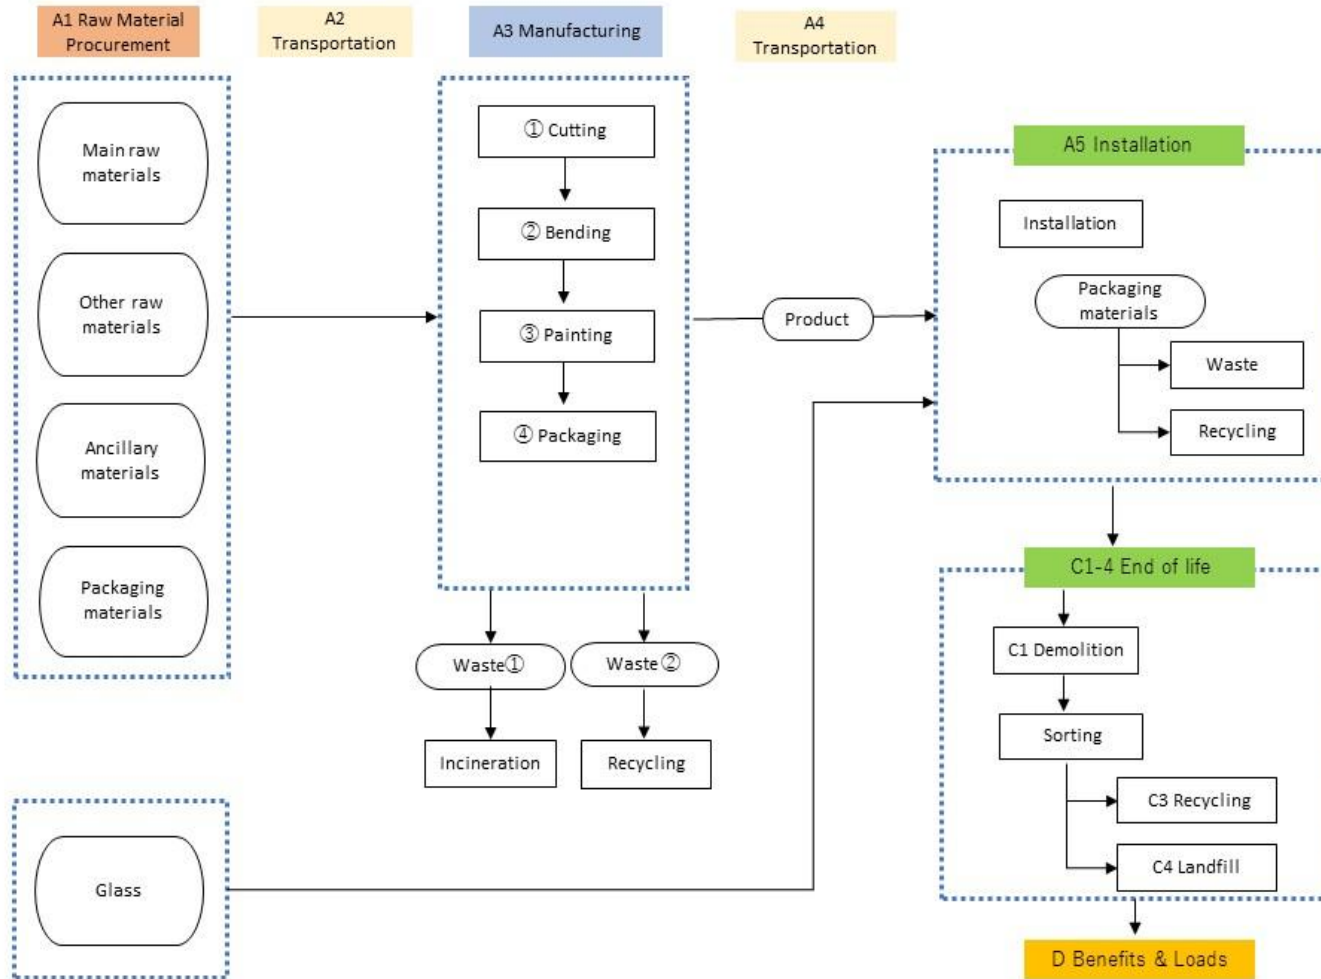 A1 Raw Material
Procurement
A2
Transportation
A3 Manufacturing
A4
Transportation
Main raw
materials
Other raw
materials
Ancillary
materials
Packaging
materials
Glass
① Cutting
② Bending
③ Painting
④ Packaging
Waste①
Waste②
Incineration
Recycling
Product
A5 Installation
Installation
Packaging
materials
Waste
Recycling
C1-4 End of life
C1 Demolition
Sorting
C3 Recycling
C4 Landfill
D Benefits & Loads